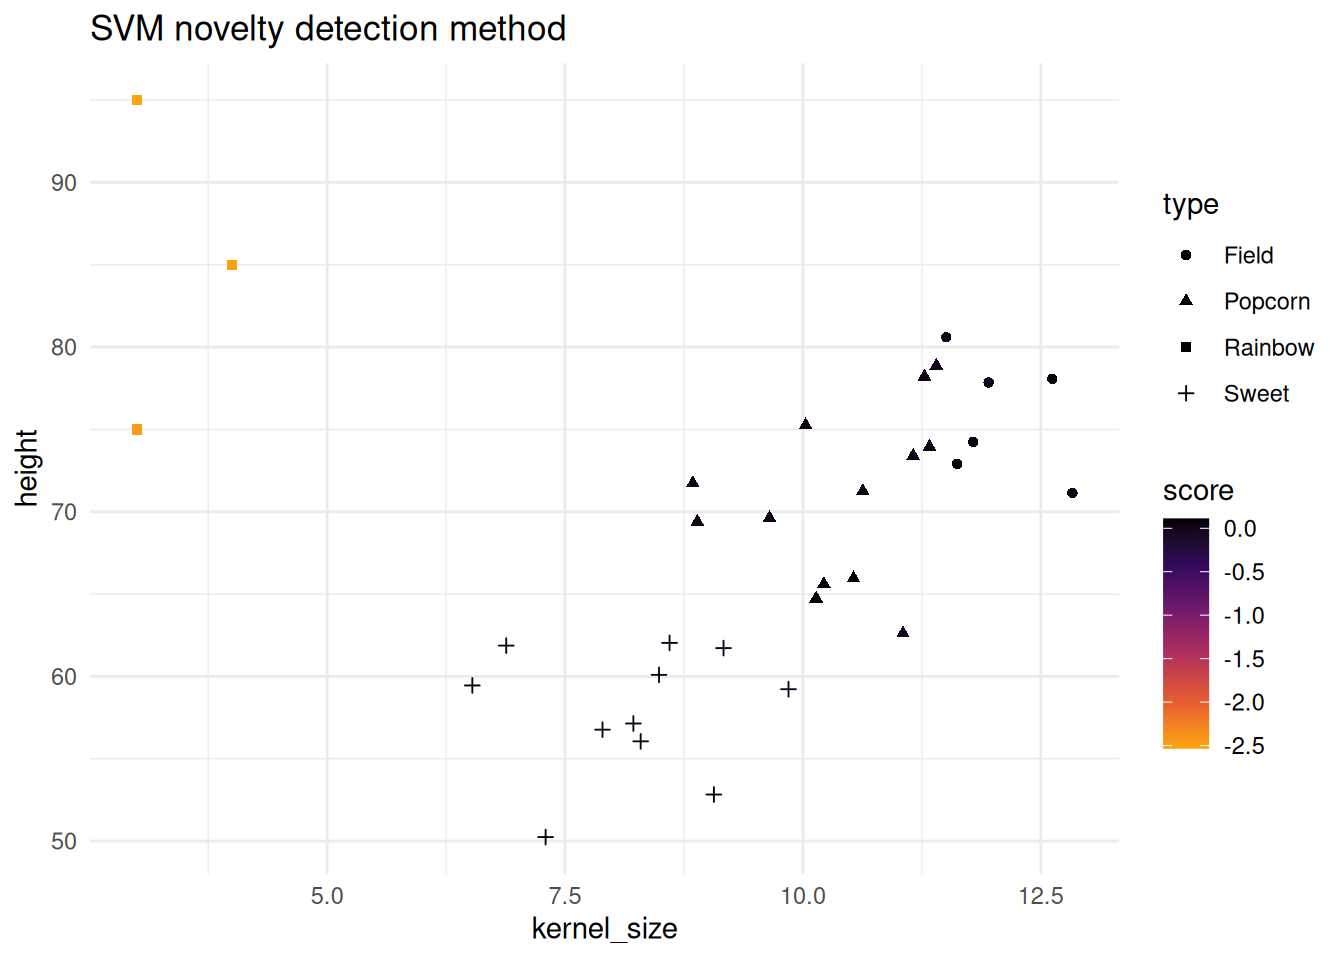 SVM novelty detection method
90
80
70
60
50
height
5.0
7.5
10.0
12.5
kernel_size
type
Field
Popcorn
Rainbow
Sweet
score
0.0
-0.5
-1.0
-1.5
-2.0
-2.5